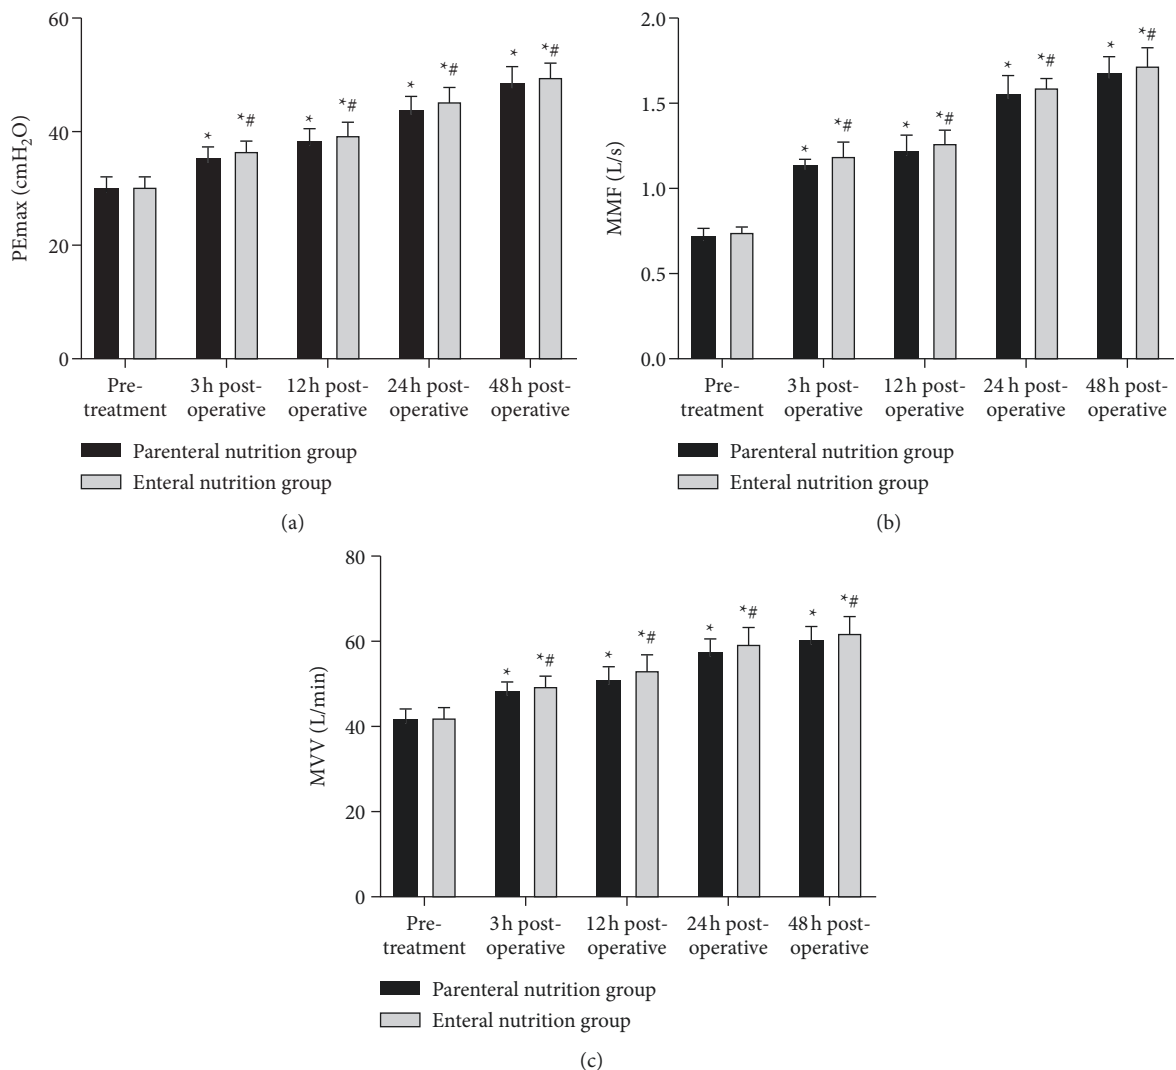 60
40
20
0
PEmax (cmH₂O)
*
*#
*
*#
*
*#
*
*#
Pre-
treatment
3 h post-
operative
12 h post-
operative
24 h post-
operative
48 h post-
operative
Parenteral nutrition group
Enteral nutrition group
(a)
2.0
1.5
1.0
0.5
0.0
MMF (L/s)
*
*#
*
*#
*
*#
*
*#
Pre-
treatment
3 h post-
operative
12 h post-
operative
24 h post-
operative
48 h post-
operative
Parenteral nutrition group
Enteral nutrition group
(b)
80
60
40
20
0
MVV (L/min)
*
*#
*
*#
*
*#
*
*#
Pre-
treatment
3 h post-
operative
12 h post-
operative
24 h post-
operative
48 h post-
operative
Parenteral nutrition group
Enteral nutrition group
(c)